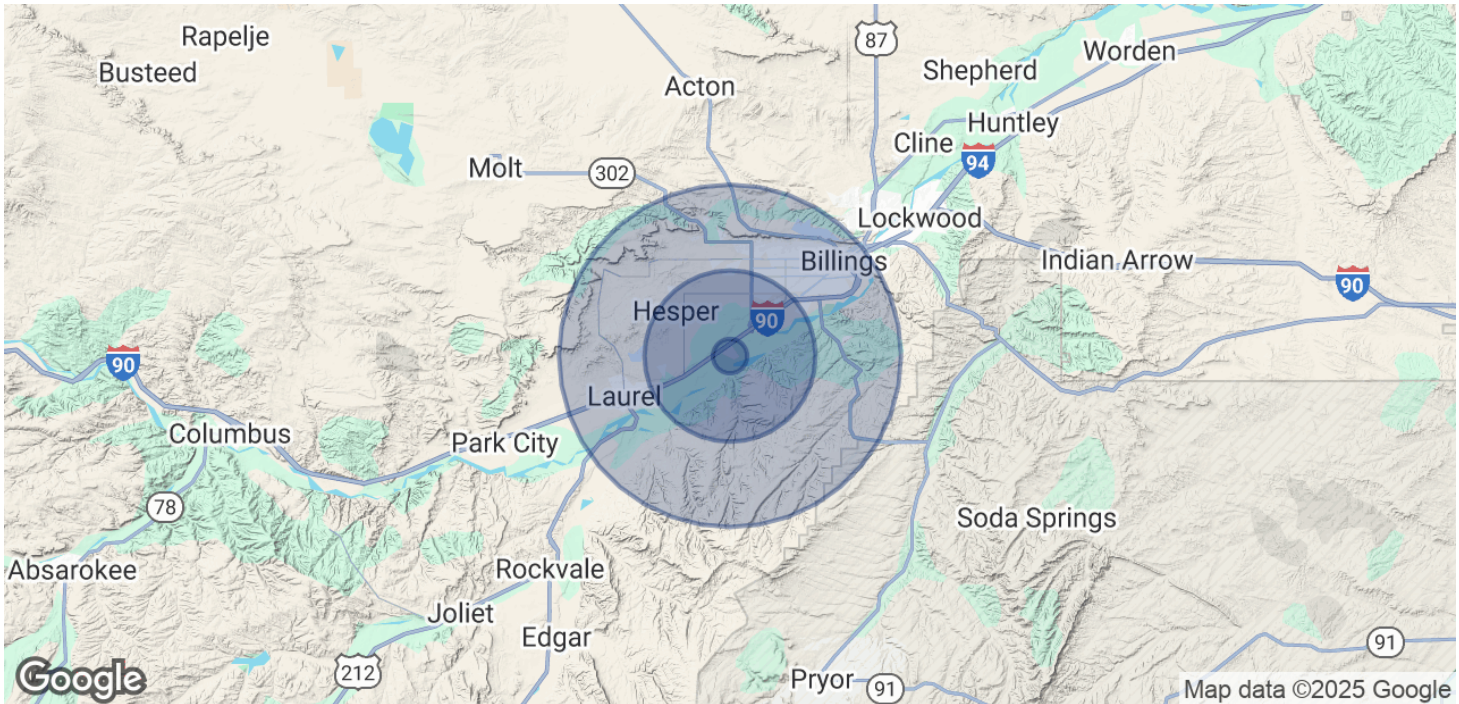 Rapelje
Busteed
87
Worden
Shepherd
Acton
Huntley
Cline
94
Molt
302
Lockwood
Billings
Indian Arrow
90
Hesper
90
90
Laurel
Columbus
Park City
78
Soda Springs
Absarokee
Rockvale
Joliet
Edgar
91
212
Pryor
91
Google
Map data ©2025 Google